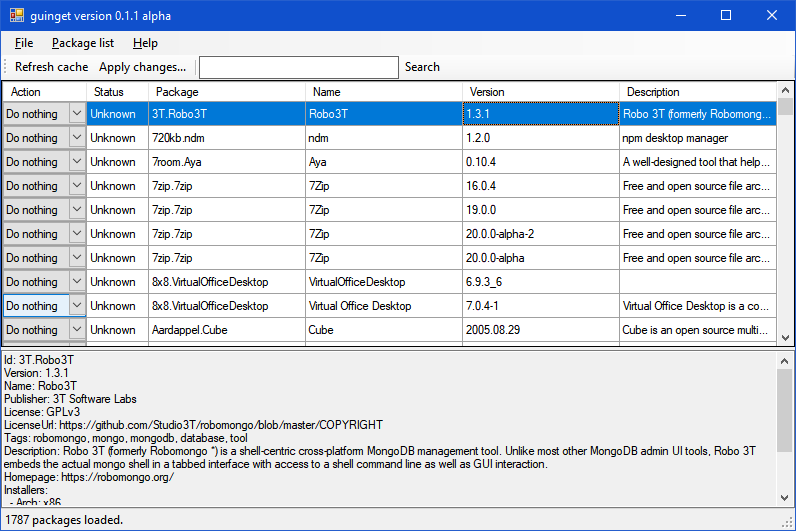 guinget version 0.1.1 alpha
File Package list Help
Refresh cache Apply changes... Search
Action Status Package Name Version Description
Do nothing Unknown 3T.Robo3T Robo3T 1.3.1 Robo 3T (formerly Robomong...
Do nothing Unknown 720kb.ndm ndm 1.2.0 npm desktop manager
Do nothing Unknown 7room.Aya Aya 0.10.4 A well-designed tool that help...
Do nothing Unknown 7zip.7zip 7Zip 16.0.4 Free and open source file arc...
Do nothing Unknown 7zip.7zip 7Zip 19.0.0 Free and open source file arc...
Do nothing Unknown 7zip.7zip 7Zip 20.0.0-alpha-2 Free and open source file arc...
Do nothing Unknown 7zip.7zip 7Zip 20.0.0-alpha Free and open source file arc...
Do nothing Unknown 8x8.VirtualOfficeDesktop VirtualOfficeDesktop 6.9.3_6
Do nothing Unknown 8x8.VirtualOfficeDesktop Virtual Office Desktop 7.0.4-1 Virtual Office Desktop is a co...
Do nothing Unknown Aardappel.Cube Cube 2005.08.29 Cube is an open source multi...
Id: 3T.Robo3T
Version: 1.3.1
Name: Robo3T
Publisher: 3T Software Labs
License: GPLv3
LicenseUrl: https://github.com/Studio3T/robomongo/blob/master/COPYRIGHT
Tags: robomongo, mongo, mongodb, database, tool
Description: Robo 3T (formerly Robomongo *) is a shell-centric cross-platform MongoDB management tool. Unlike most other MongoDB admin UI tools, Robo 3T
embeds the actual mongo shell in a tabbed interface with access to a shell command line as well as GUI interaction.
Homepage: https://robomongo.org/
Installers:
- Arch: x86
1787 packages loaded.